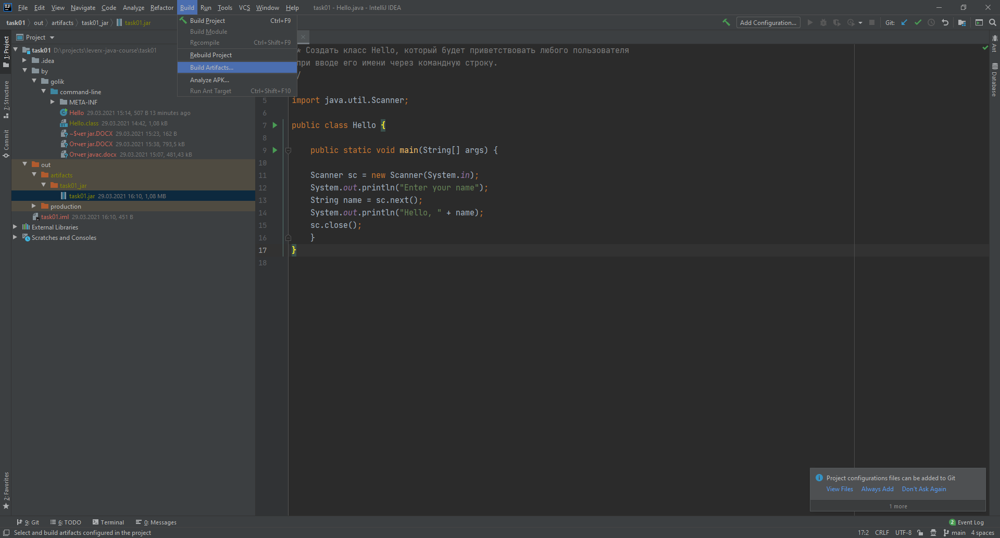 File Edit View Navigate Code Analyze Refactor Build Run Tools VCS Window Help task01 - Hello.java - IntelliJ IDEA
task01 out artifacts task01_jar task01.jar
Add Configuration... Git:
Build Project Ctrl+F9
Build Module
Recompile Ctrl+Shift+F9
Rebuild Project
Build Artifacts...
Analyze APK...
Run Ant Target Ctrl+Shift+F10
1: Project
7: Structure
Commit
2: Favorites
Project
task01 D:\projects\leverx-java-course\task01
.idea
by
golik
command-line
META-INF
Hello 29.03.2021 15:14, 507 B 13 minutes ago
Hello.class 29.03.2021 14:42, 1,08 kB
~$чет jar.DOCX 29.03.2021 15:23, 162 B
Отчет jar.DOCX 29.03.2021 15:38, 793,5 kB
Отчет javac.docx 29.03.2021 15:07, 481,43 kB
out
artifacts
task01_jar
task01.jar 29.03.2021 16:10, 1,08 MB
production
task01.iml 29.03.2021 16:10, 451 B
External Libraries
Scratches and Consoles
* Создать класс Hello, который будет приветствовать любого пользователя
при вводе его имени через командную строку.
/
5 import java.util.Scanner;
6
7 public class Hello {
8
9 public static void main(String[] args) {
10
11 Scanner sc = new Scanner(System.in);
12 System.out.println("Enter your name");
13 String name = sc.next();
14 System.out.println("Hello, " + name);
15 sc.close();
16 }
17 }
18
Ant
Database
Project configurations files can be added to Git
View Files Always Add Don't Ask Again
1 more
9: Git 6: TODO Terminal 0: Messages 2 Event Log
Select and build artifacts configured in the project 17:2 CRLF UTF-8 main 4 spaces